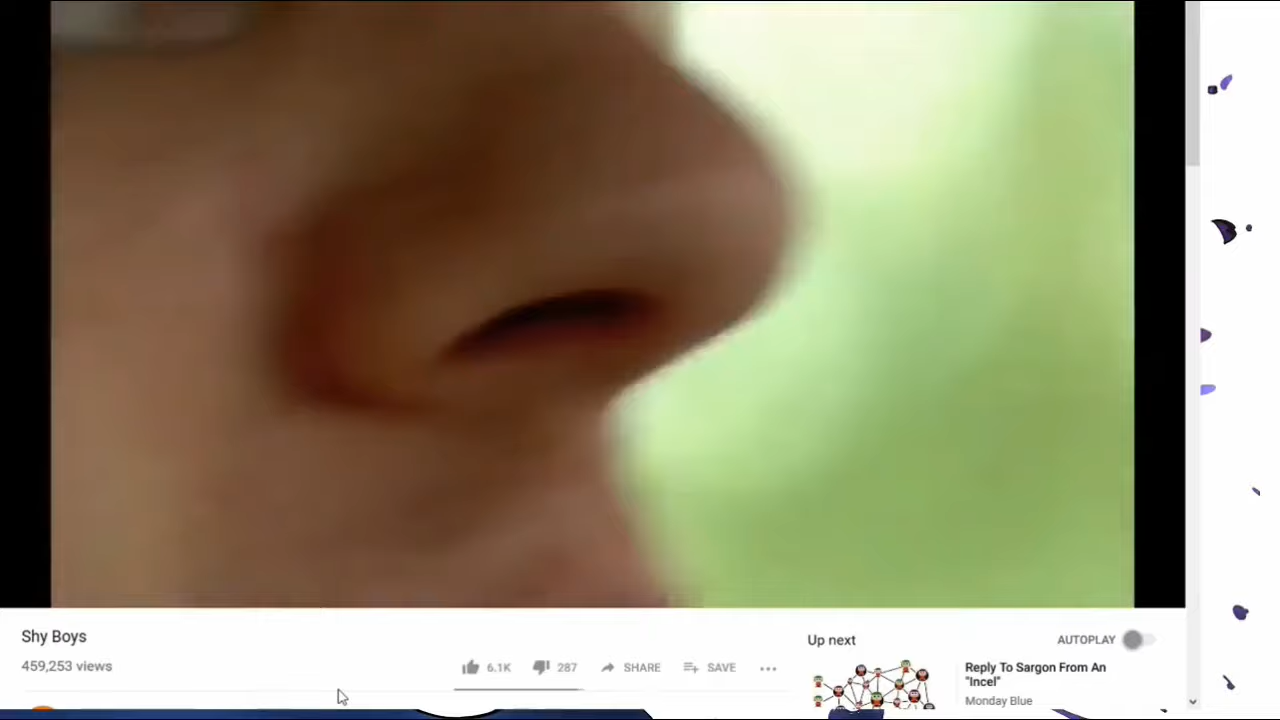 Shy Boys
459,253 views
6.1K
287
SHARE
SAVE
Up next
AUTOPLAY
Reply To Sargon From An
"Incel"
Monday Blue